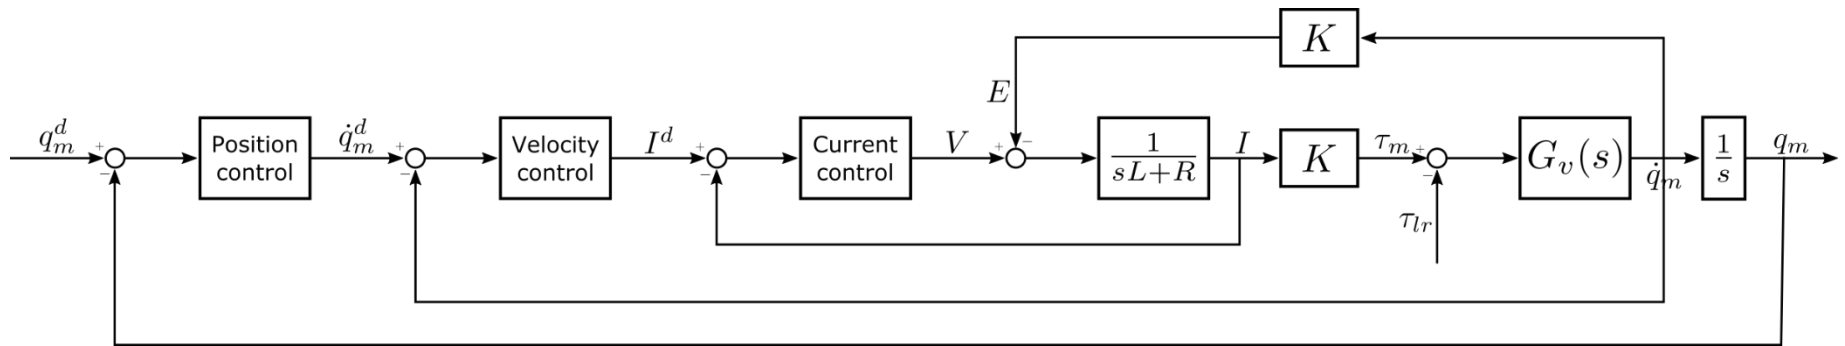 K
E
q_m^d
+
−
Position
control
q̇_m^d
+
−
Velocity
control
I^d
+
−
Current
control
V
+
−
1
sL+R
I
K
τ_m
+
−
τ_lr
G_v(s)
q̇_m
1
s
q_m